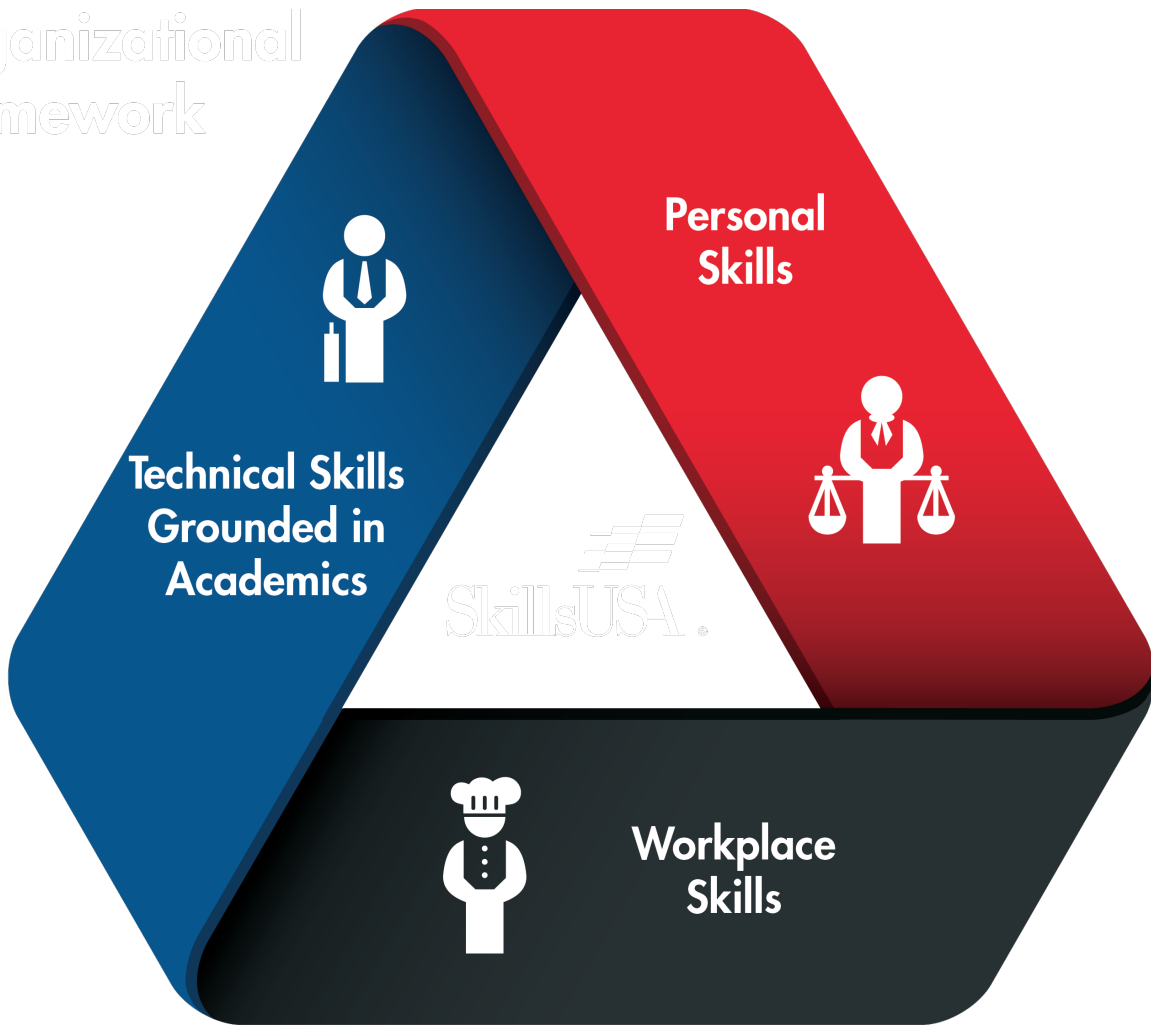 ganizational
mework
Personal
Skills
Technical Skills
Grounded in
Academics
SkillsUSA®
Workplace
Skills